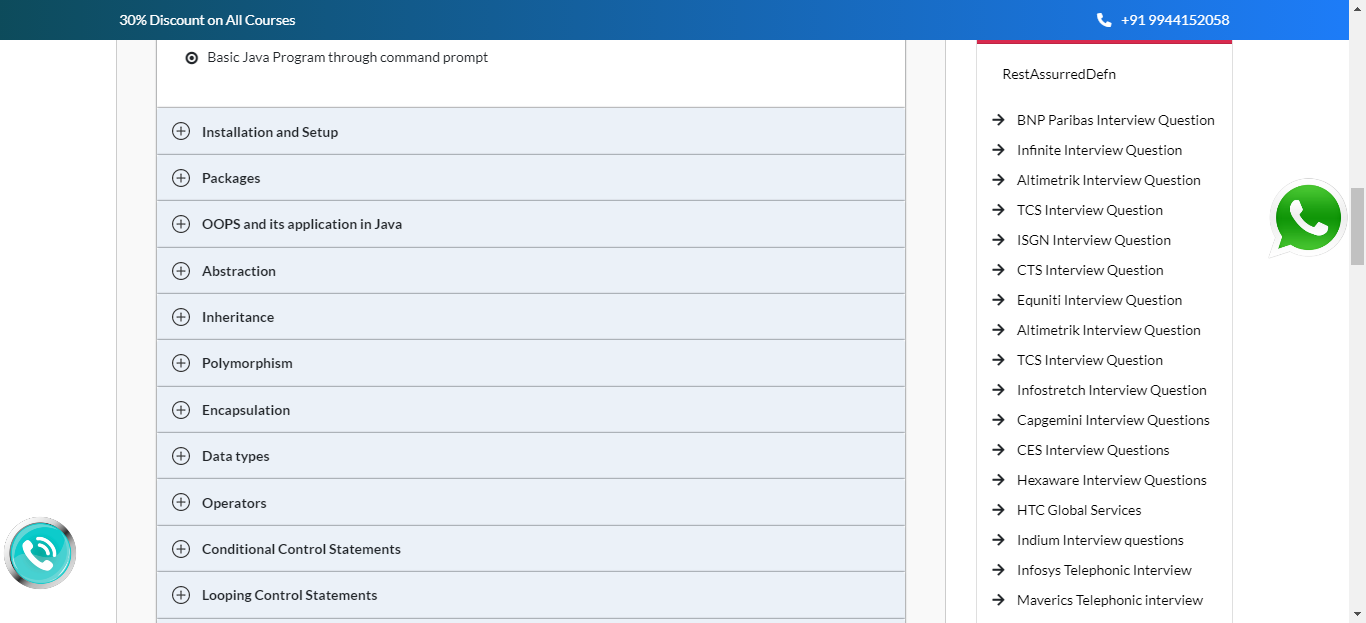 30% Discount on All Courses
+91 9944152058
Basic Java Program through command prompt
Installation and Setup
Packages
OOPS and its application in Java
Abstraction
Inheritance
Polymorphism
Encapsulation
Data types
Operators
Conditional Control Statements
Looping Control Statements
RestAssurredDefn
BNP Paribas Interview Question
Infinite Interview Question
Altimetrik Interview Question
TCS Interview Question
ISGN Interview Question
CTS Interview Question
Equniti Interview Question
Altimetrik Interview Question
TCS Interview Question
Infostretch Interview Question
Capgemini Interview Questions
CES Interview Questions
Hexaware Interview Questions
HTC Global Services
Indium Interview questions
Infosys Telephonic Interview
Maverics Telephonic interview